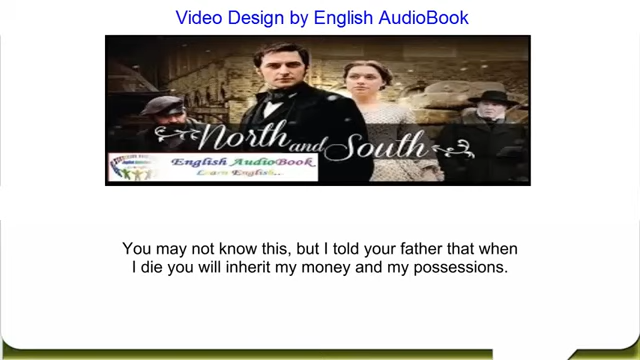 Video Design by English AudioBook
North and South
English AudioBook
Learn English...
You may not know this, but I told your father that when
I die you will inherit my money and my possessions.